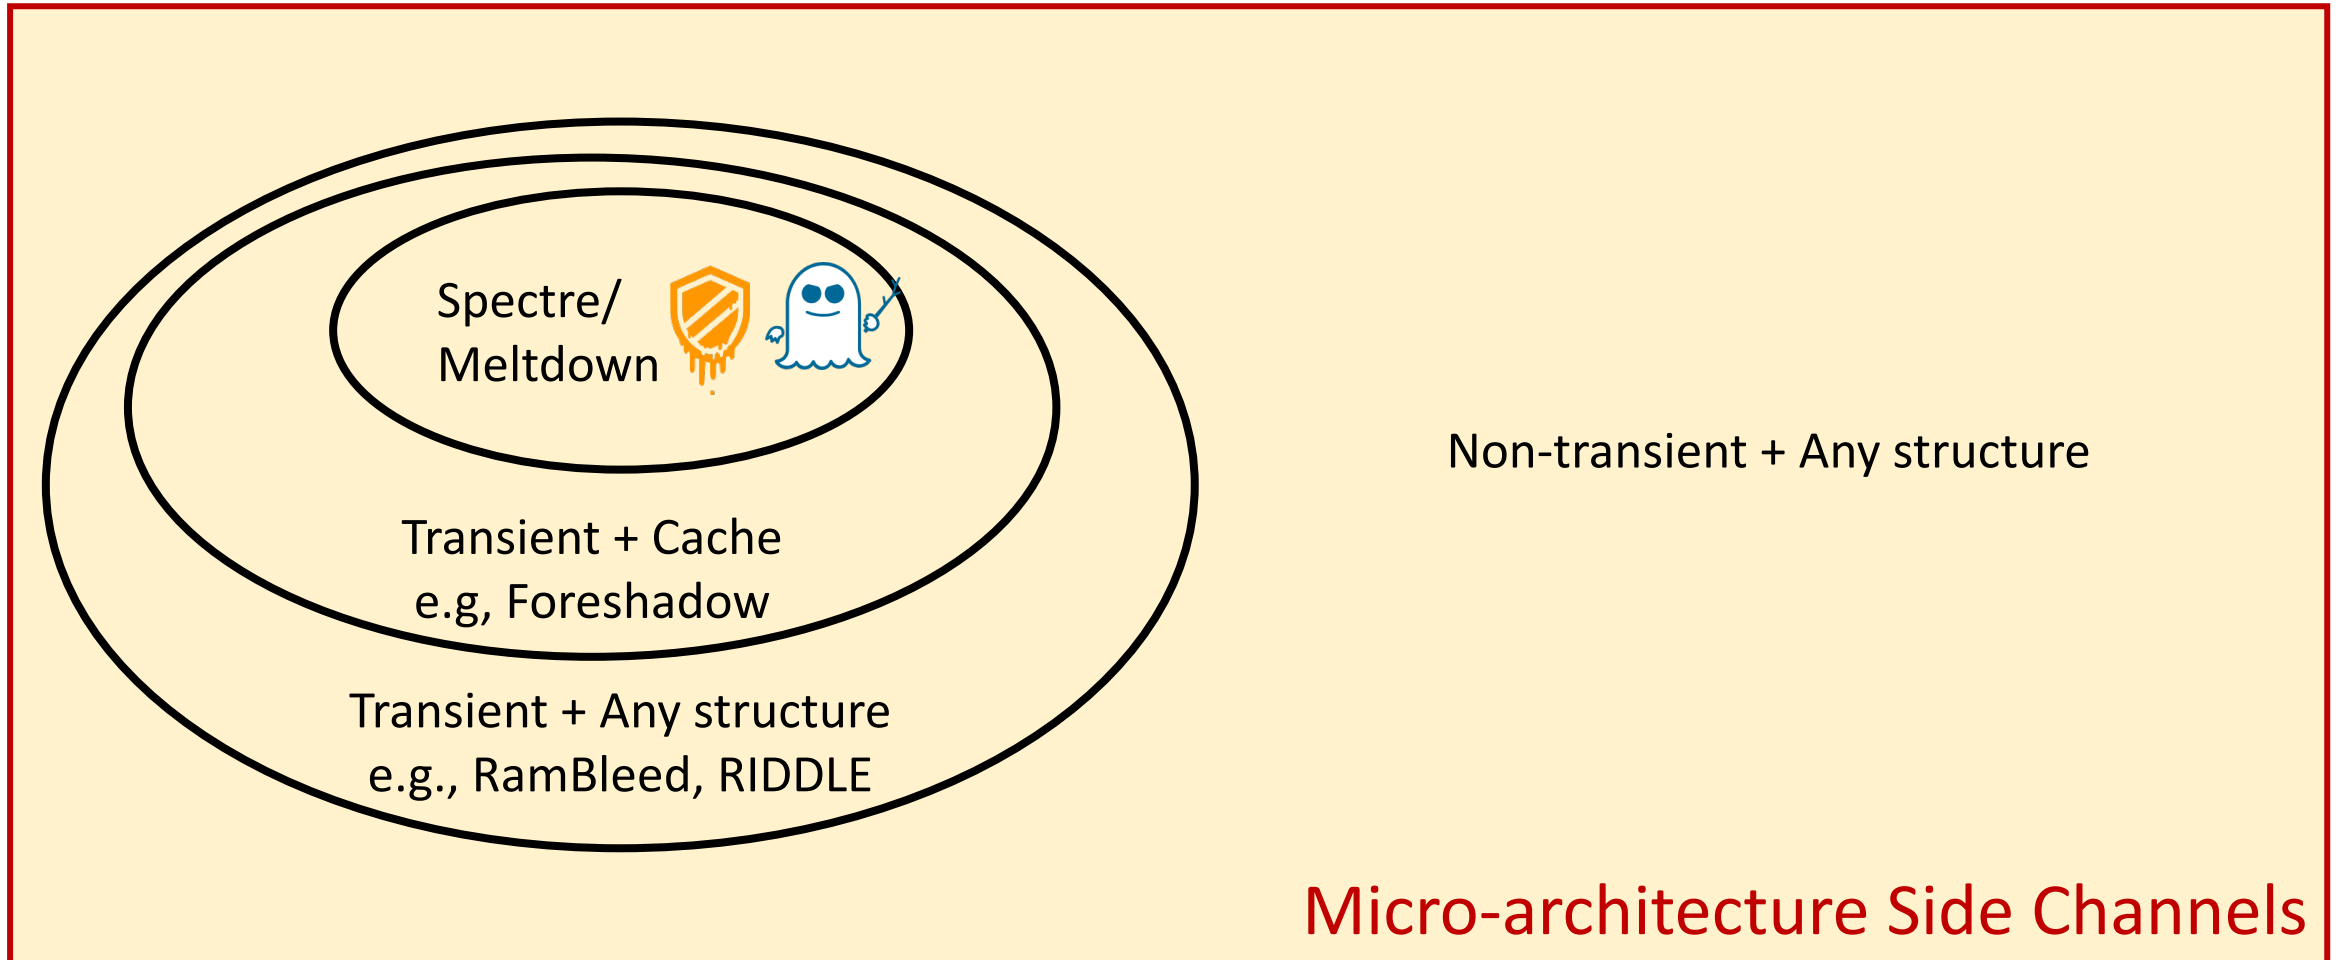 Spectre/
Meltdown
Transient + Cache
e.g, Foreshadow
Transient + Any structure
e.g., RamBleed, RIDDLE
Non-transient + Any structure
Micro-architecture Side Channels